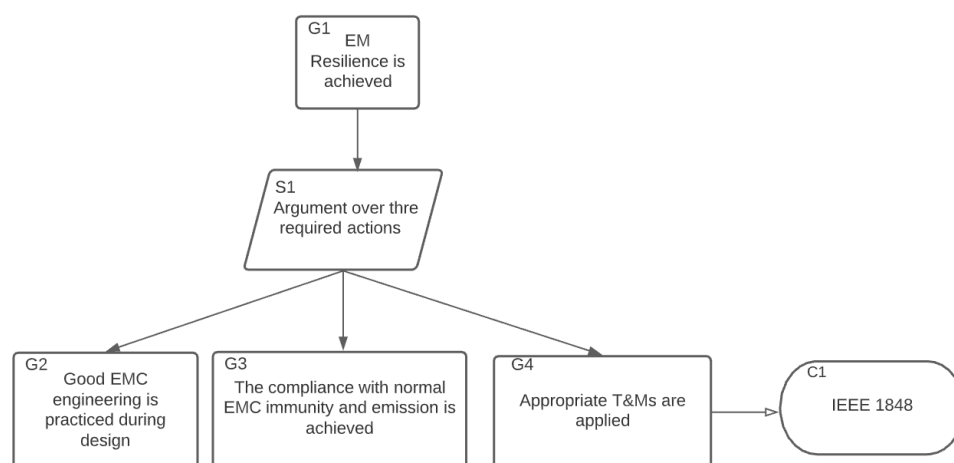 G1
EM
Resilience is
achieved
S1
Argument over thre
required actions
G2
Good EMC
engineering is
practiced during
design
G3
The compliance with normal
EMC immunity and emission is
achieved
G4
Appropriate T&Ms are
applied
C1
IEEE 1848